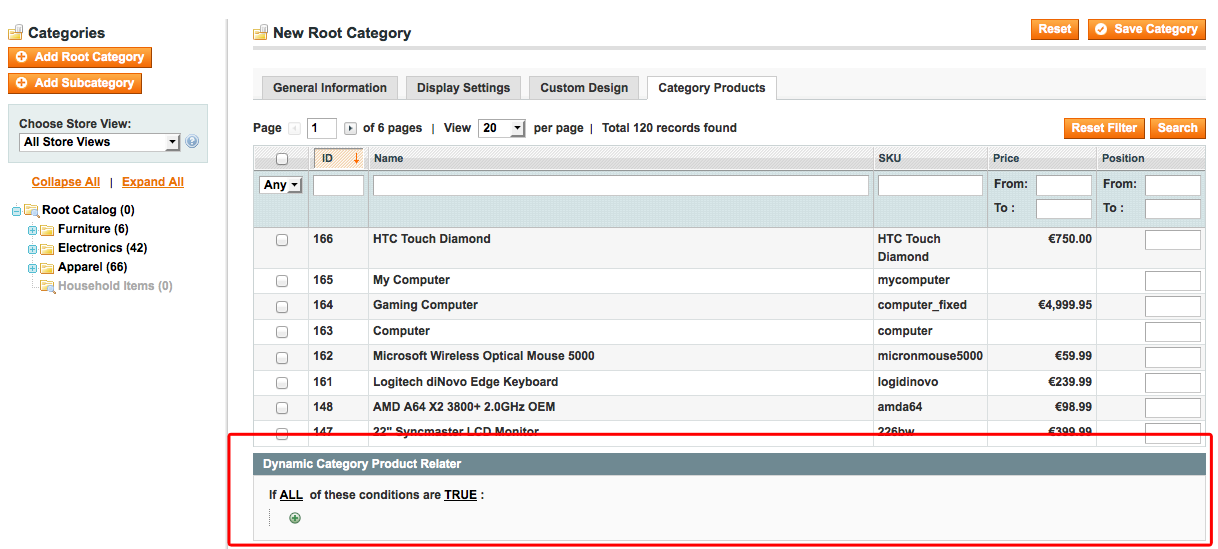 Categories
Add Root Category
Add Subcategory
Choose Store View:
All Store Views
Collapse All | Expand All
Root Catalog (0)
Furniture (6)
Electronics (42)
Apparel (66)
Household Items (0)
New Root Category
Reset Save Category
General Information Display Settings Custom Design Category Products
Page 1 of 6 pages | View 20 per page | Total 120 records found
Reset Filter Search
ID Name SKU Price Position
Any From: From:
To : To :
166 HTC Touch Diamond HTC Touch Diamond €750.00
165 My Computer mycomputer
164 Gaming Computer computer_fixed €4,999.95
163 Computer computer
162 Microsoft Wireless Optical Mouse 5000 micronmouse5000 €59.99
161 Logitech diNovo Edge Keyboard logidinovo €239.99
148 AMD A64 X2 3800+ 2.0GHz OEM amda64 €98.99
147 22" Syncmaster LCD Monitor 226bw €399.99
Dynamic Category Product Relater
If ALL of these conditions are TRUE :